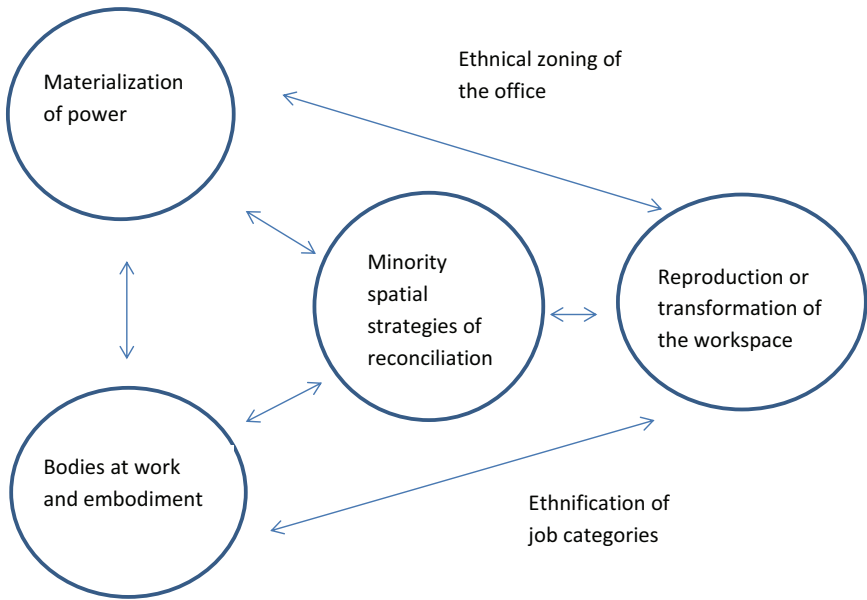 Materialization
of power
Ethnical zoning of
the office
Minority
spatial
strategies of
reconciliation
Reproduction or
transformation of
the workspace
Bodies at work
and embodiment
Ethnification of
job categories